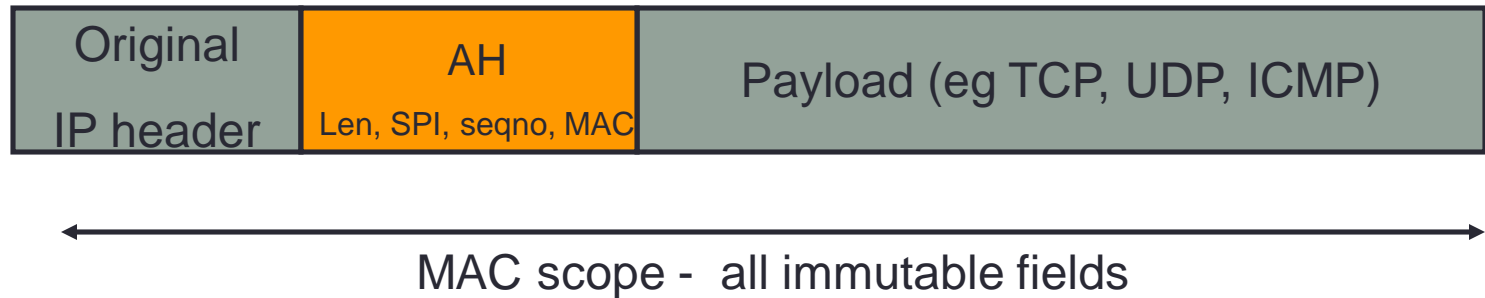 Original
IP header
AH
Len, SPI, seqno, MAC
Payload (eg TCP, UDP, ICMP)
MAC scope - all immutable fields